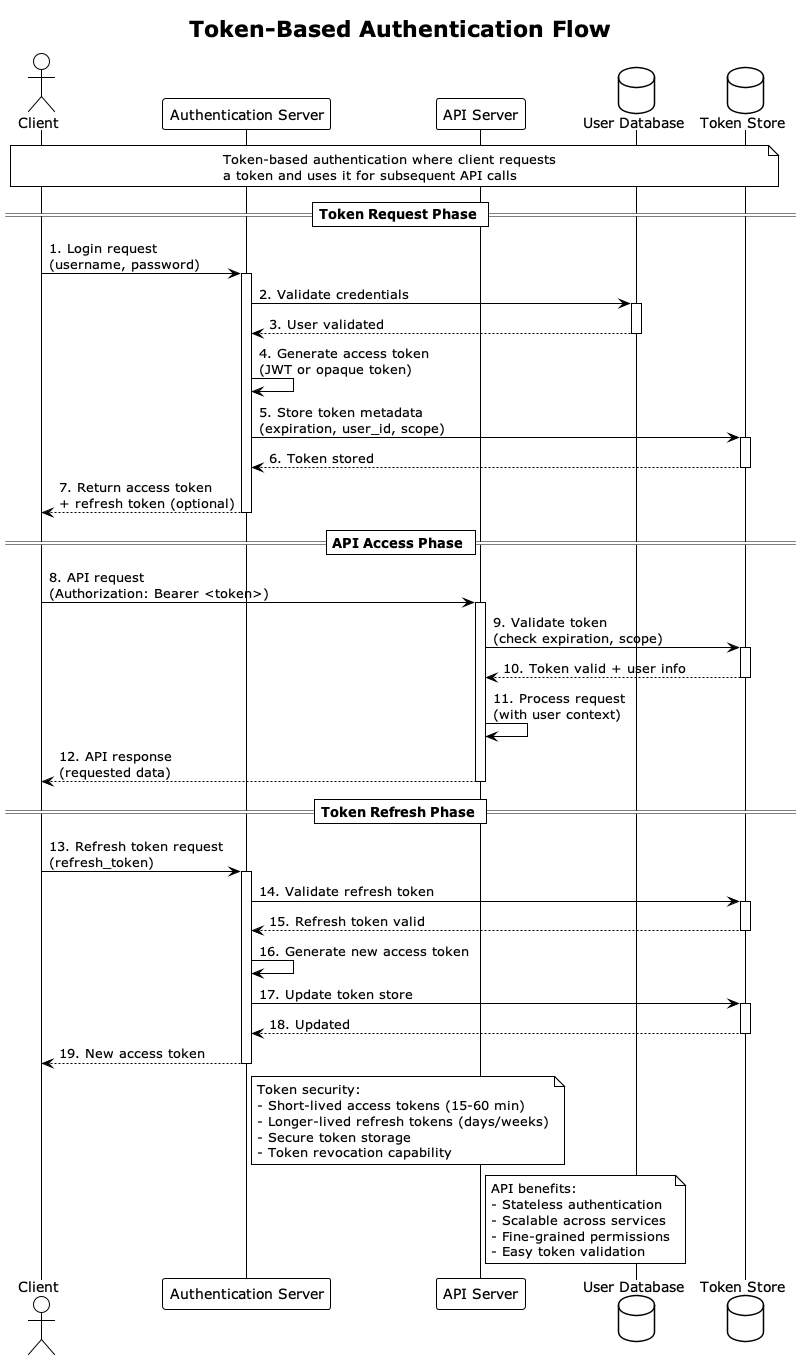 Token-Based Authentication Flow
Client
Authentication Server
API Server
User Database
Token Store
Token-based authentication where client requests
a token and uses it for subsequent API calls
Token Request Phase
1. Login request
(username, password)
2. Validate credentials
3. User validated
4. Generate access token
(JWT or opaque token)
5. Store token metadata
(expiration, user_id, scope)
6. Token stored
7. Return access token
+ refresh token (optional)
API Access Phase
8. API request
(Authorization: Bearer <token>)
9. Validate token
(check expiration, scope)
10. Token valid + user info
11. Process request
(with user context)
12. API response
(requested data)
Token Refresh Phase
13. Refresh token request
(refresh_token)
14. Validate refresh token
15. Refresh token valid
16. Generate new access token
17. Update token store
18. Updated
19. New access token
Token security:
- Short-lived access tokens (15-60 min)
- Longer-lived refresh tokens (days/weeks)
- Secure token storage
- Token revocation capability
API benefits:
- Stateless authentication
- Scalable across services
- Fine-grained permissions
- Easy token validation
Client
Authentication Server
API Server
User Database
Token Store